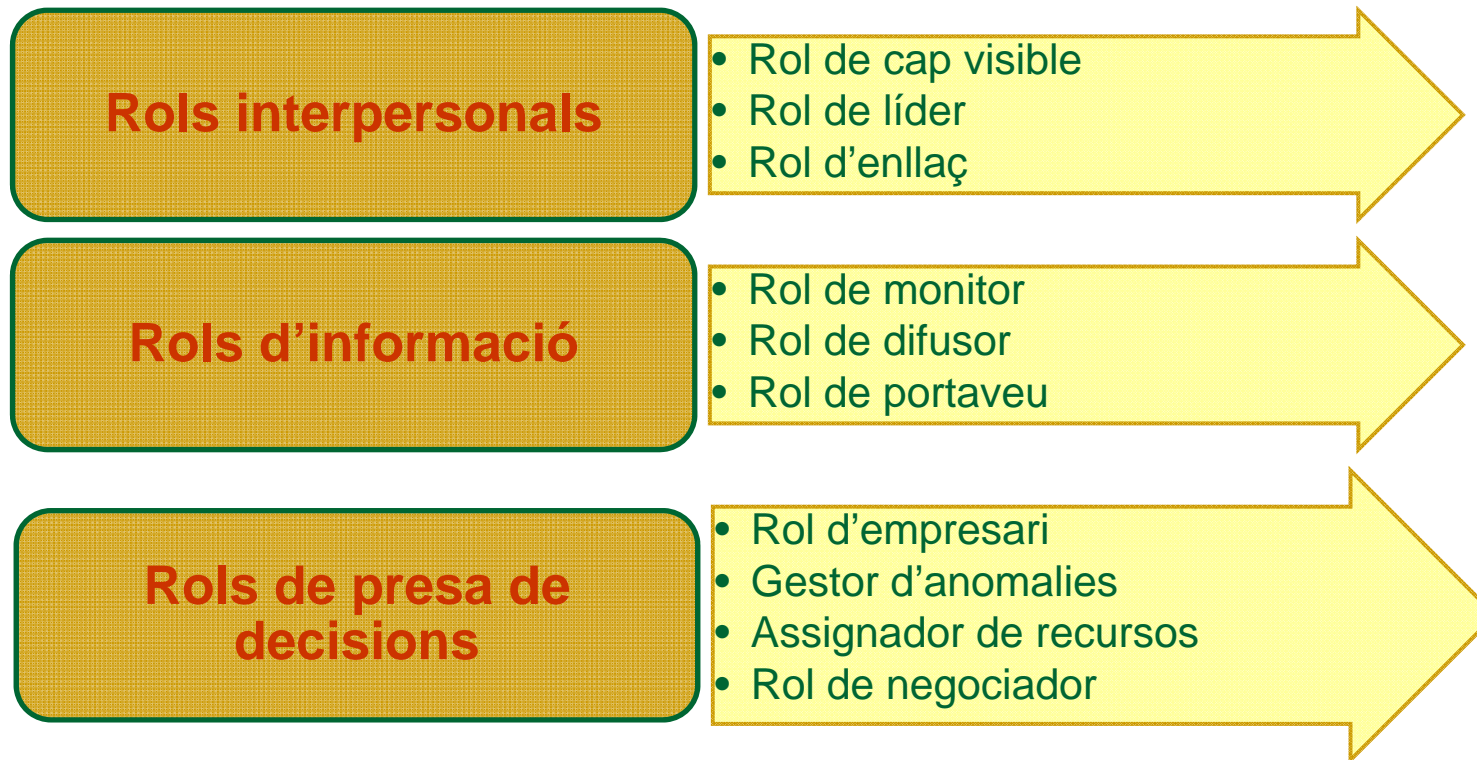 Rols interpersonals
• Rol de cap visible
• Rol de líder
• Rol d’enllaç
Rols d’informació
• Rol de monitor
• Rol de difusor
• Rol de portaveu
Rols de presa de
decisions
• Rol d’empresari
• Gestor d’anomalies
• Assignador de recursos
• Rol de negociador